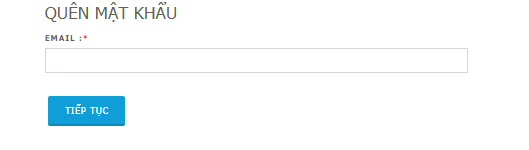 QUÊN MẬT KHẨU
EMAIL :*
TIẾP TỤC